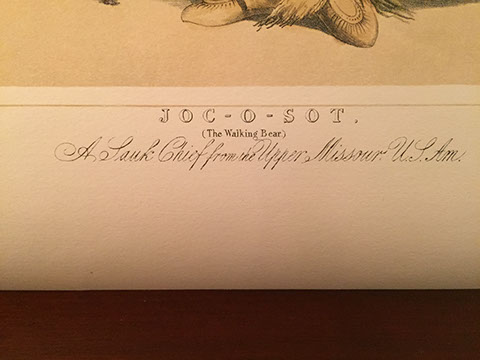 JOC-O-SOT.
(The Walking Bear.)
A Sauk Chief from the Upper Missouri U.S. Am.